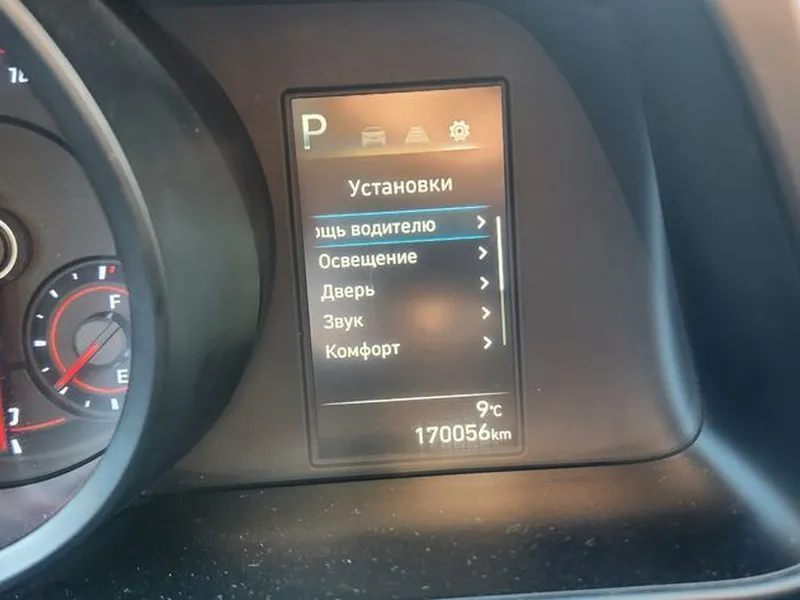 P
Установки
ощь водителю
Освещение
Дверь
Звук
Комфорт
9°C
170056km
F
E